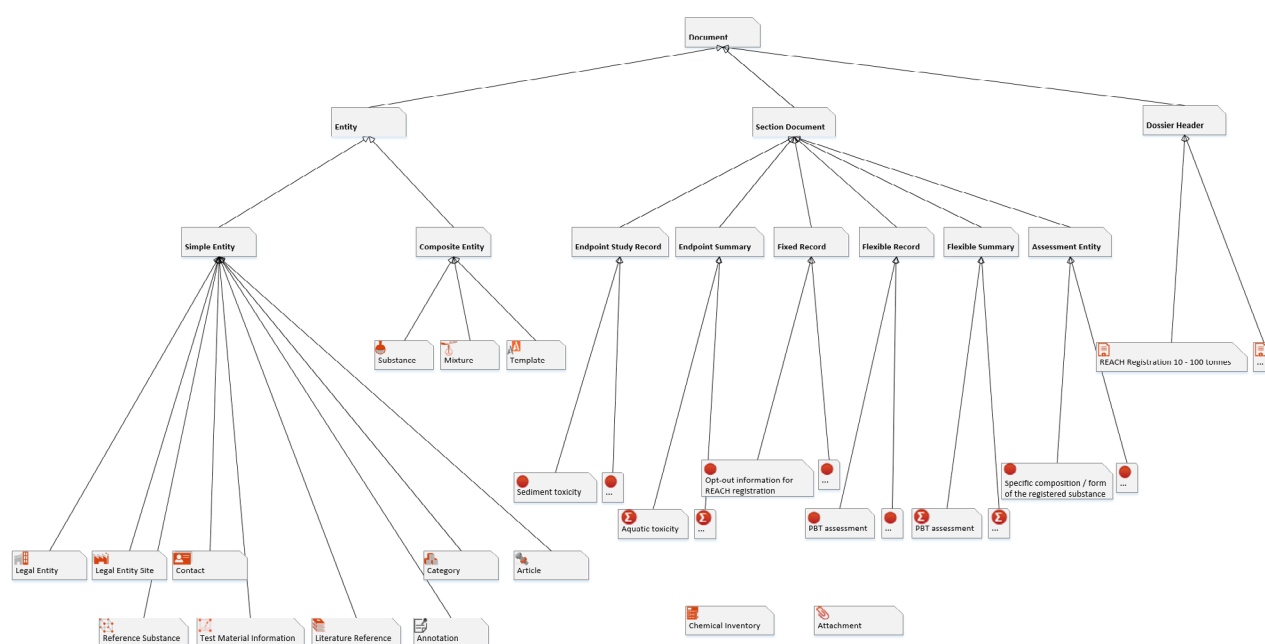 Document
Entity
Section Document
Dossier Header
Simple Entity
Composite Entity
Endpoint Study Record
Endpoint Summary
Fixed Record
Flexible Record
Flexible Summary
Assessment Entity
Substance
Mixture
Template
REACH Registration 10 - 100 tonnes
...
Sediment toxicity
...
Opt-out information for
REACH registration
...
Specific composition / form
of the registered substance
...
Aquatic toxicity
...
PBT assessment
...
PBT assessment
...
Legal Entity
Legal Entity Site
Contact
Category
Article
Reference Substance
Test Material Information
Literature Reference
Annotation
Chemical Inventory
Attachment